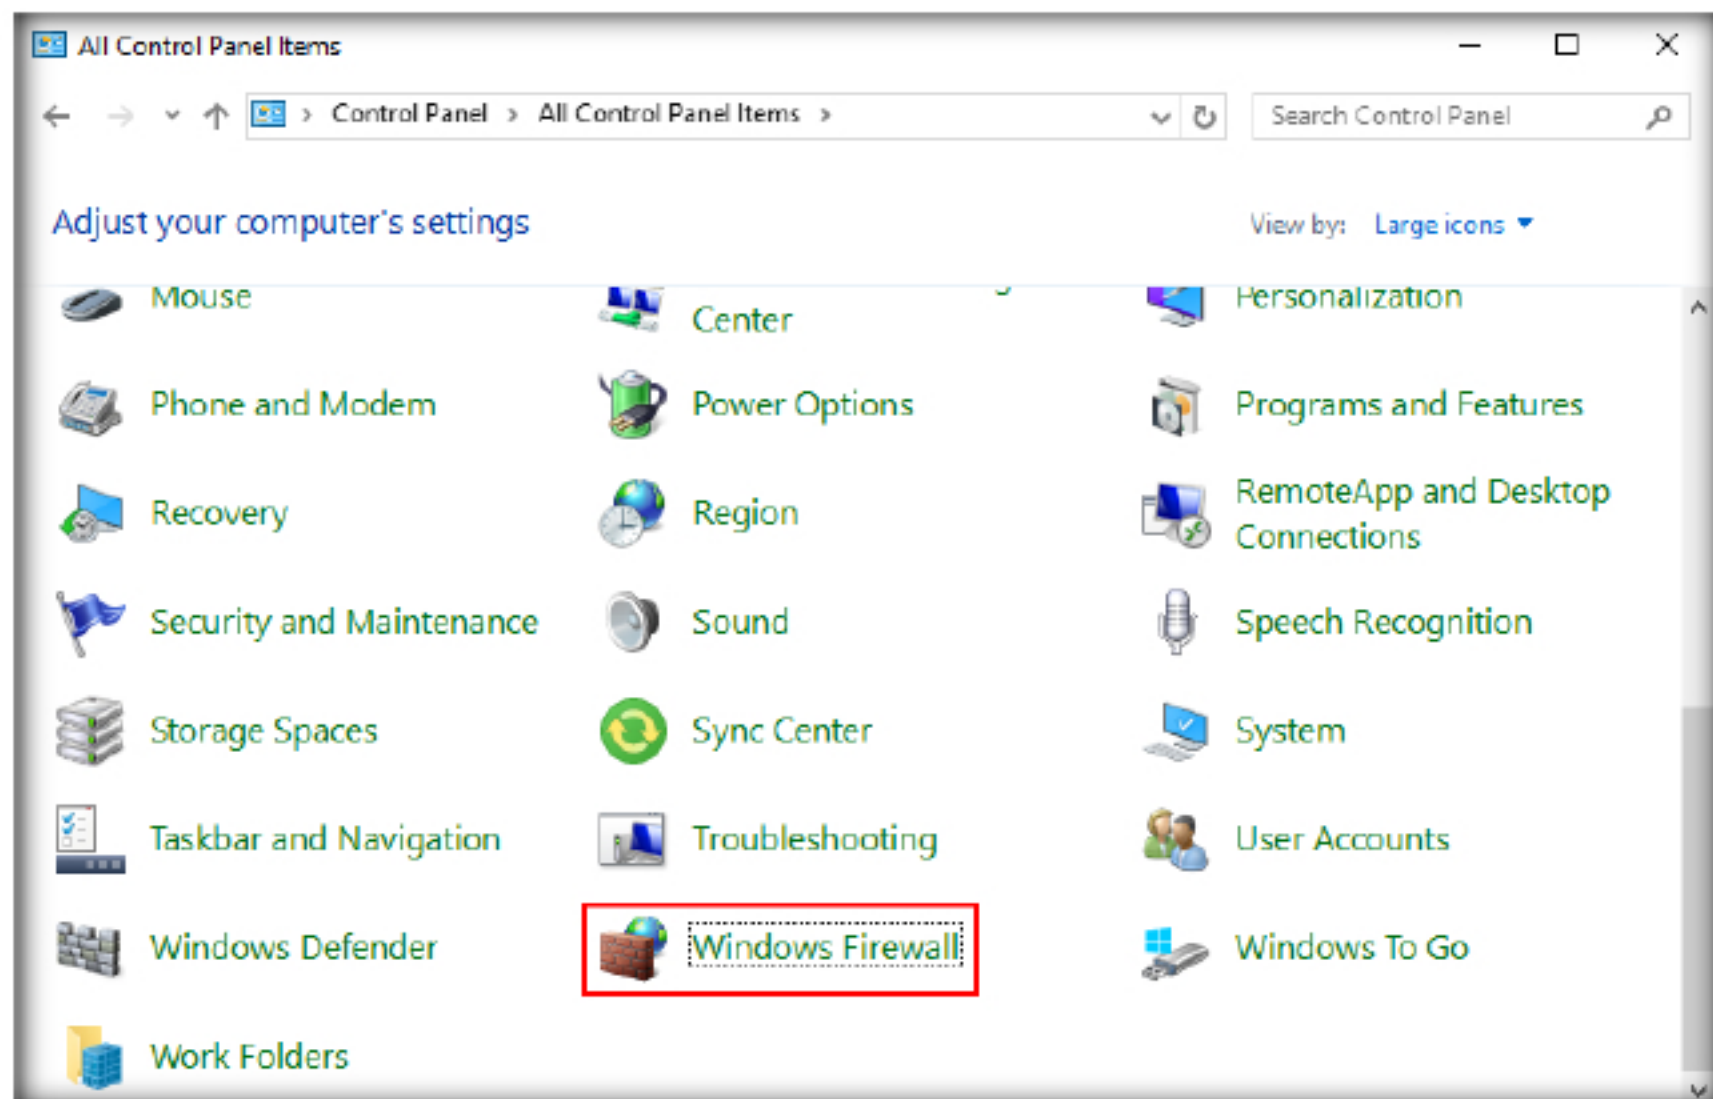 All Control Panel Items
Control Panel > All Control Panel Items >
Search Control Panel
Adjust your computer's settings
View by: Large icons
Mouse
Center
Personalization
Phone and Modem
Power Options
Programs and Features
Recovery
Region
RemoteApp and Desktop
Connections
Security and Maintenance
Sound
Speech Recognition
Storage Spaces
Sync Center
System
Taskbar and Navigation
Troubleshooting
User Accounts
Windows Defender
Windows Firewall
Windows To Go
Work Folders